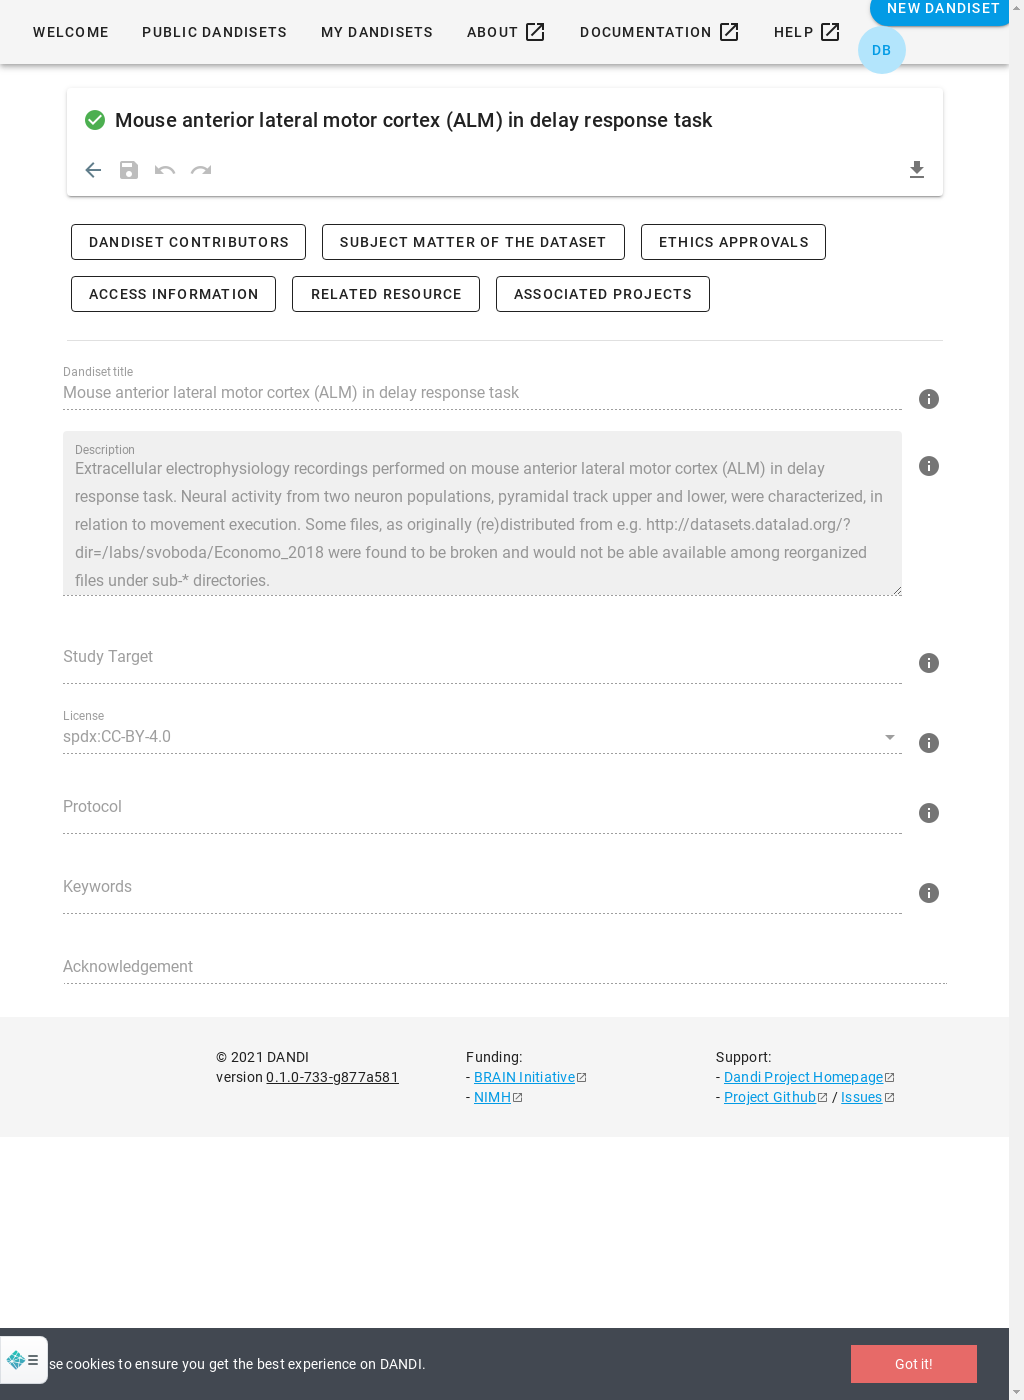 WELCOME PUBLIC DANDISETS MY DANDISETS ABOUT DOCUMENTATION HELP NEW DANDISET
DB
Mouse anterior lateral motor cortex (ALM) in delay response task
DANDISET CONTRIBUTORS SUBJECT MATTER OF THE DATASET ETHICS APPROVALS
ACCESS INFORMATION RELATED RESOURCE ASSOCIATED PROJECTS
Dandiset title
Mouse anterior lateral motor cortex (ALM) in delay response task
Description
Extracellular electrophysiology recordings performed on mouse anterior lateral motor cortex (ALM) in delay
response task. Neural activity from two neuron populations, pyramidal track upper and lower, were characterized, in
relation to movement execution. Some files, as originally (re)distributed from e.g. http://datasets.datalad.org/?
dir=/labs/svoboda/Economo_2018 were found to be broken and would not be able available among reorganized
files under sub-* directories.
Study Target
License
spdx:CC-BY-4.0
Protocol
Keywords
Acknowledgement
© 2021 DANDI
version 0.1.0-733-g877a581
Funding:
- BRAIN Initiative
- NIMH
Support:
- Dandi Project Homepage
- Project Github / Issues
se cookies to ensure you get the best experience on DANDI.
Got it!